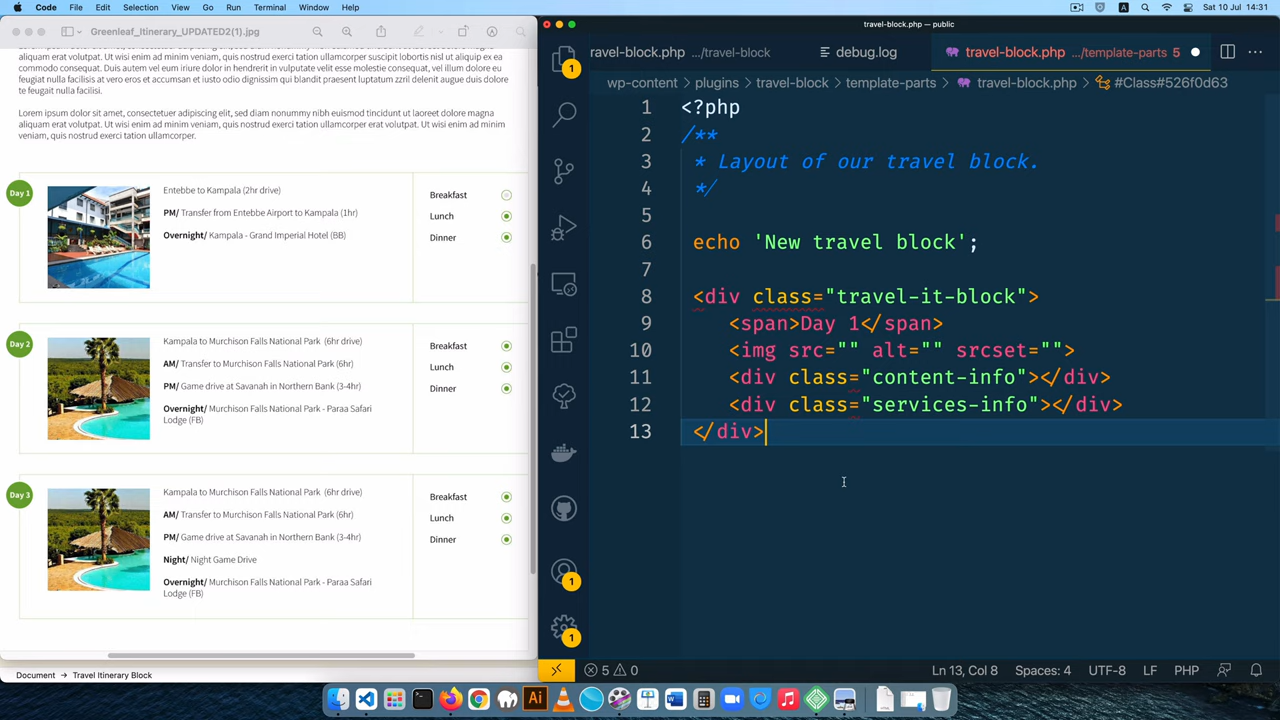 Code File Edit Selection View Go Run Terminal Window Help
A Sat 10 Jul 14:31
Greenleaf_Itinerary_UPDATED2(1).jpg
travel-block.php — public
ravel-block.php .../travel-block
debug.log
travel-block.php .../template-parts 5
wp-content > plugins > travel-block > template-parts > travel-block.php > #Class#526f0d63
aliquam erat volutpat. Ut wisi enim ad minim veniam, quis nostrud exerci tation ullamcorper suscipit lobortis nisl ut aliquip ex ea
commodo consequat. Duis autem vel eum iriure dolor in hendrerit in vulputate velit esse molestie consequat, vel illum dolore eu
feugiat nulla facilisis at vero eros et accumsan et iusto odio dignissim qui blandit praesent luptatum zzril delenit augue duis dolore
te feugait nulla facilisi.
Lorem ipsum dolor sit amet, consectetuer adipiscing elit, sed diam nonummy nibh euismod tincidunt ut laoreet dolore magna
aliquam erat volutpat. Ut wisi enim ad minim veniam, quis nostrud exerci tation ullamcorper. Ut wisi enim ad minim
veniam, quis nostrud exerci tation ullamcorper.
Day 1
Entebbe to Kampala (2hr drive)
PM/ Transfer from Entebbe Airport to Kampala (1hr)
Overnight/ Kampala - Grand Imperial Hotel (BB)
Breakfast
Lunch
Dinner
Day 2
Kampala to Murchison Falls National Park (6hr drive)
AM/ Transfer to Murchison Falls National Park (6hr)
PM/ Game drive at Savanah in Northern Bank (3-4hr)
Overnight/ Murchison Falls National Park - Paraa Safari
Lodge (FB)
Breakfast
Lunch
Dinner
Day 3
Kampala to Murchison Falls National Park (6hr drive)
AM/ Transfer to Murchison Falls National Park (6hr)
PM/ Game drive at Savanah in Northern Bank (3-4hr)
Night/ Night Game Drive
Overnight/ Murchison Falls National Park - Paraa Safari
Lodge (FB)
Breakfast
Lunch
Dinner
Document → Travel Itinerary Block
1 <?php
2 /**
3 * Layout of our travel block.
4 */
5
6 echo 'New travel block';
7
8 <div class="travel-it-block">
9 <span>Day 1</span>
10 <img src="" alt="" srcset="">
11 <div class="content-info"></div>
12 <div class="services-info"></div>
13 </div>
1
1
1
5 0 Ln 13, Col 8 Spaces: 4 UTF-8 LF PHP
Ai